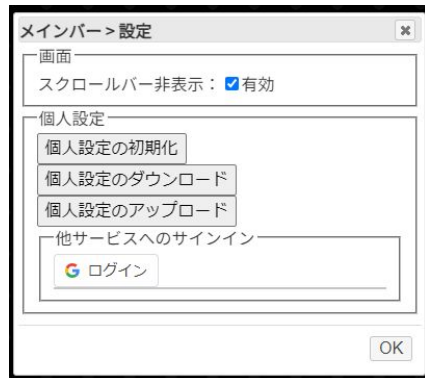 メインバー > 設定
画面
スクロールバー非表示： 有効
個人設定
個人設定の初期化
個人設定のダウンロード
個人設定のアップロード
他サービスへのサインイン
ログイン
OK